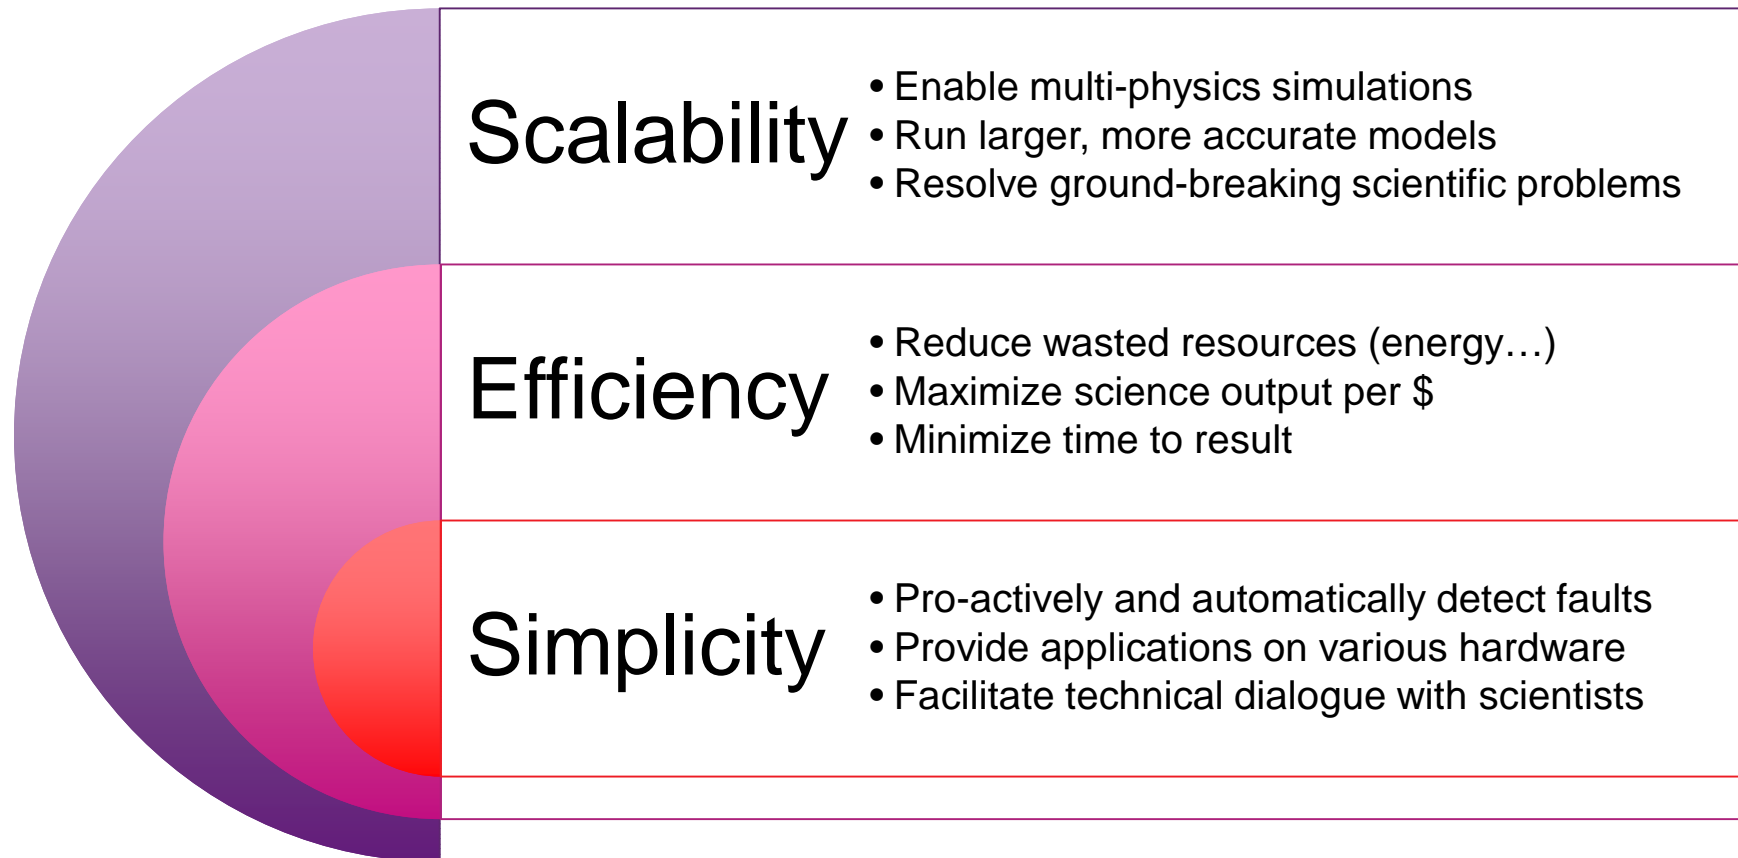 Scalability
• Enable multi-physics simulations
• Run larger, more accurate models
• Resolve ground-breaking scientific problems
Efficiency
• Reduce wasted resources (energy…)
• Maximize science output per $
• Minimize time to result
Simplicity
• Pro-actively and automatically detect faults
• Provide applications on various hardware
• Facilitate technical dialogue with scientists